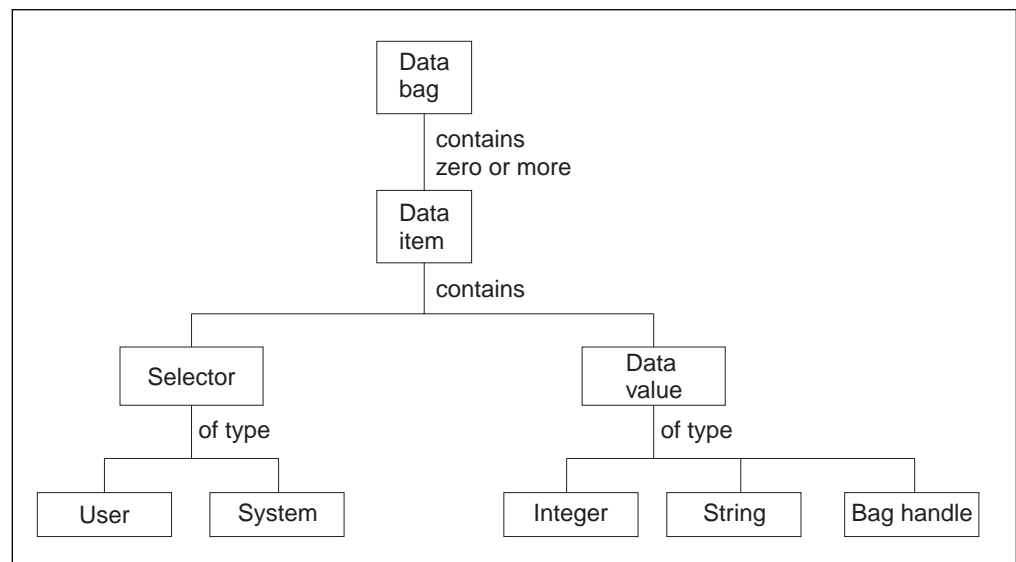 Data
bag
contains
zero or more
Data
item
contains
Selector
Data
value
of type
of type
User
System
Integer
String
Bag handle